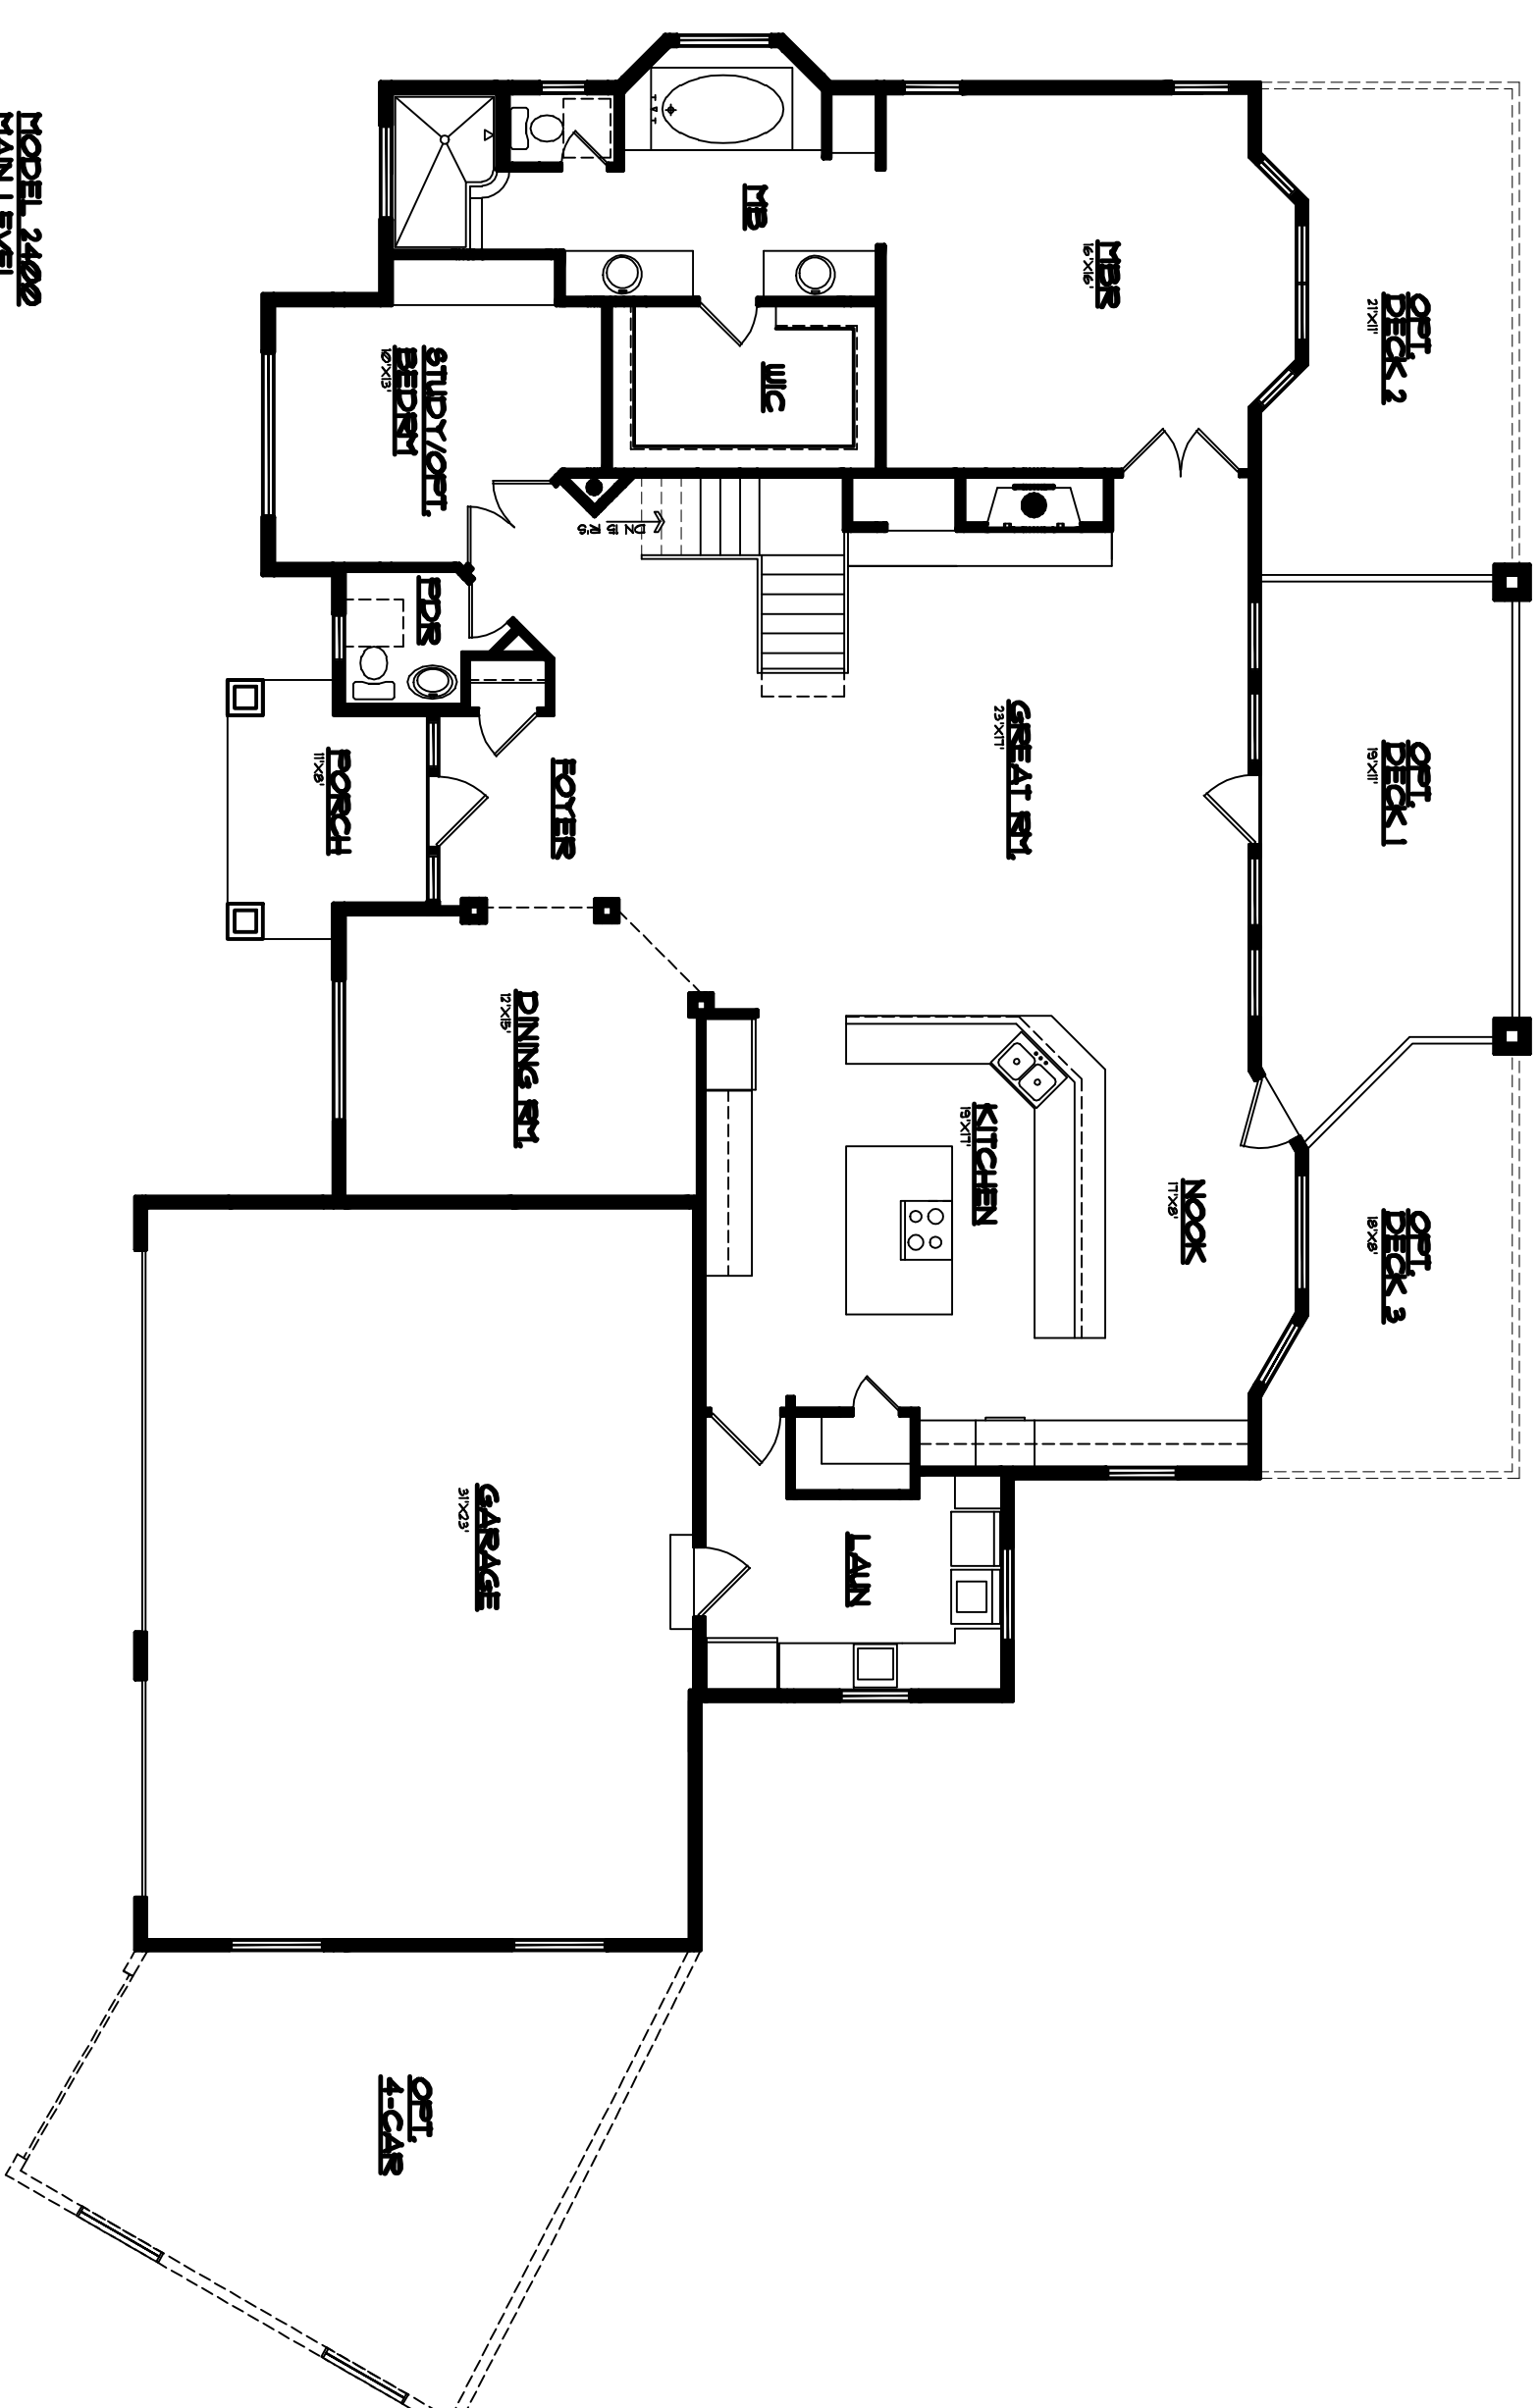 OPT.
DECK 2
21'X11'
OPT.
DECK 1
19'X11'
OPT.
DECK 3
18'X8'
MBR
16'X16'
NOOK
17'X8'
GREAT RM.
23'X17'
KITCHEN
19'X17'
MB
WIC
LAUN
DN 15 R'S
FOYER
DINING RM.
12'X15'
GARAGE
31'X23'
STUDY/OPT.
BEDRM
10'X13'
PDR
PORCH
11'X8'
OPT.
4-CAR
MODEL 2400
MAIN LEVEL